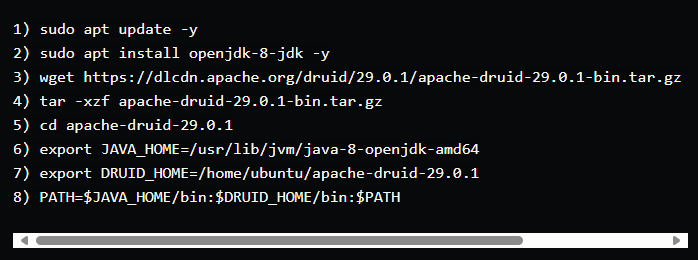 1) sudo apt update -y
2) sudo apt install openjdk-8-jdk -y
3) wget https://dlcdn.apache.org/druid/29.0.1/apache-druid-29.0.1-bin.tar.gz
4) tar -xzf apache-druid-29.0.1-bin.tar.gz
5) cd apache-druid-29.0.1
6) export JAVA_HOME=/usr/lib/jvm/java-8-openjdk-amd64
7) export DRUID_HOME=/home/ubuntu/apache-druid-29.0.1
8) PATH=$JAVA_HOME/bin:$DRUID_HOME/bin:$PATH